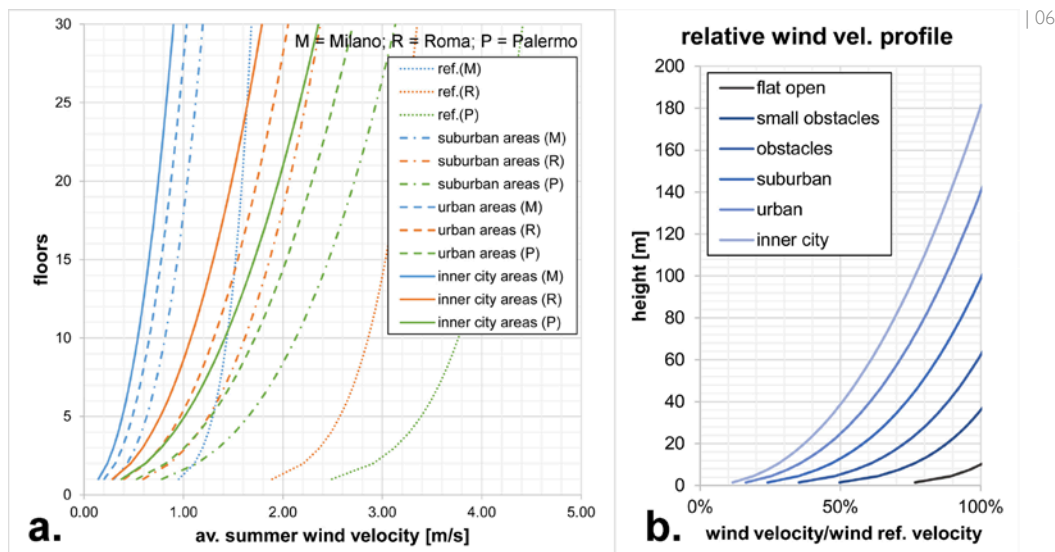 | 06
M = Milano; R = Roma; P = Palermo
30
25
20
15
10
5
0
floors
ref.(M)
ref.(R)
ref.(P)
suburban areas (M)
suburban areas (R)
suburban areas (P)
urban areas (M)
urban areas (R)
urban areas (P)
inner city areas (M)
inner city areas (R)
inner city areas (P)
0.00 1.00 2.00 3.00 4.00 5.00
a.
av. summer wind velocity [m/s]
relative wind vel. profile
200
180
160
140
120
100
80
60
40
20
0
height [m]
flat open
small obstacles
obstacles
suburban
urban
inner city
0% 50% 100%
b.
wind velocity/wind ref. velocity